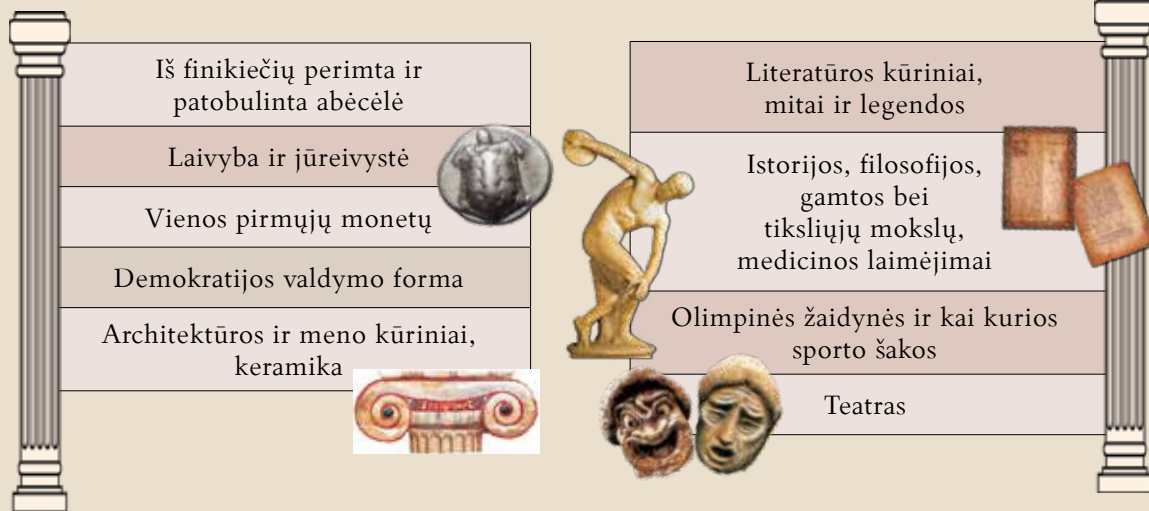 Iš finikiečių perimta ir
patobulinta abėcėlė
Laivyba ir jūreivystė
Vienos pirmųjų monetų
Demokratijos valdymo forma
Architektūros ir meno kūriniai,
keramika
Literatūros kūriniai,
mitai ir legendos
Istorijos, filosofijos,
gamtos bei
tiksliųjų mokslų,
medicinos laimėjimai
Olimpinės žaidynės ir kai kurios
sporto šakos
Teatras